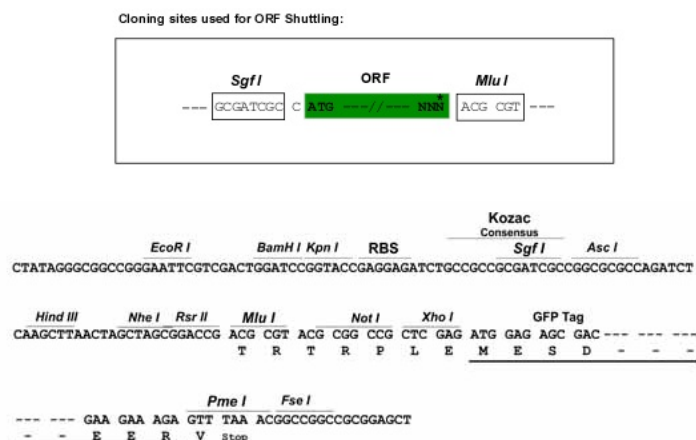 Cloning sites used for ORF Shuttling:
Sgf I ORF Mlu I
--- GCGATCGC C ATG ---//--- NNN* ACG CGT ---
Kozac
Consensus
EcoR I BamH I Kpn I RBS Sgf I Asc I
CTATAGGGCGGCCGGGAATTCGTCGACTGGATCCGGTACCGAGGAGATCTGCCGCCGCGATCGCCGGCGCGCCAGATCT
Hind III Nhe I Rsr II Mlu I Not I Xho I GFP Tag
CAAGCTTAACTAGCTAGCGGACCG ACG CGT ACG CGG CCG CTC GAG ATG GAG AGC GAC--- --- ---
T R T R P L E M E S D - - -
Pme I Fse I
--- --- GAA GAA AGA GTT TAA ACGGCCGGCCGCGGAGCT
- - E E R V Stop